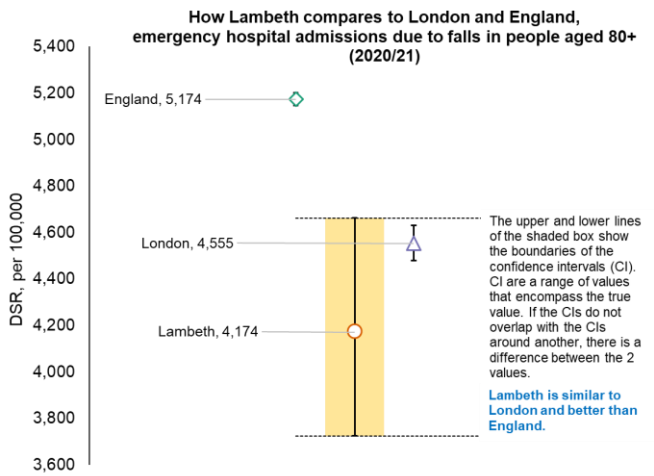 How Lambeth compares to London and England,
emergency hospital admissions due to falls in people aged 80+
(2020/21)
5,400
5,200
5,000
4,800
4,600
4,400
4,200
4,000
3,800
3,600
DSR, per 100,000
England, 5,174
London, 4,555
Lambeth, 4,174
The upper and lower lines
of the shaded box show
the boundaries of the
confidence intervals (CI).
CI are a range of values
that encompass the true
value. If the CIs do not
overlap with the CIs
around another, there is a
difference between the 2
values.
Lambeth is similar to
London and better than
England.